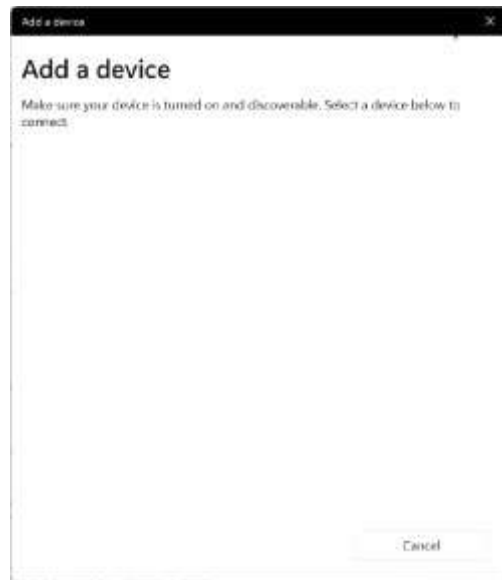 Add a device
Add a device
Make sure your device is turned on and discoverable. Select a device below to
connect.
Cancel